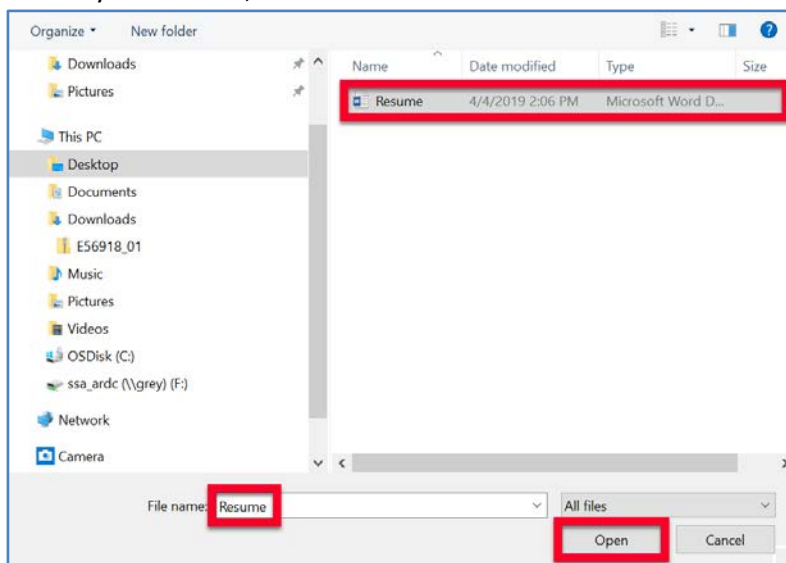 Organize New folder
Downloads
Pictures
This PC
Desktop
Documents
Downloads
E56918_01
Music
Pictures
Videos
OSDisk (C:)
ssa_ardc (\\grey) (F:)
Network
Camera
Name Date modified Type Size
Resume 4/4/2019 2:06 PM Microsoft Word D...
File name: Resume All files
Open Cancel